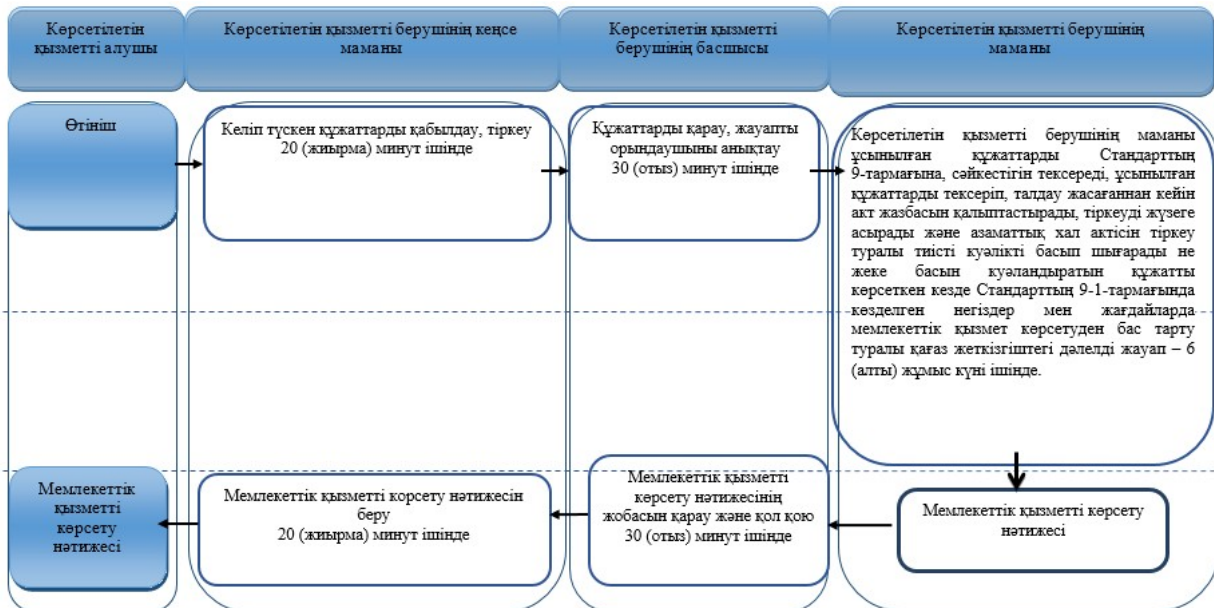 Көрсетілетін
қызметті алушы
Көрсетілетін қызметті берушінің кеңсе
маманы
Көрсетілетін қызметті
берушінің басшысы
Көрсетілетін қызметті берушінің
маманы
Өтініш
Келіп түскен құжаттарды қабылдау, тіркеу
20 (жиырма) минут ішінде
Құжаттарды қарау, жауапты
орындаушыны анықтау
30 (отыз) минут ішінде
Көрсетілетін қызметті берушінің маманы
ұсынылған құжаттарды Стандарттың
9-тармағына, сәйкестігін тексереді, ұсынылған
құжаттарды тексеріп, талдау жасағаннан кейін
акт жазбасын қалыптастырады, тіркеуді жүзеге
асырады және азаматтық хал актісін тіркеу
туралы тиісті куәлікті басып шығарады не
жеке басын куәландыратын құжатты
көрсеткен кезде Стандарттың 9-1-тармағында
көзделген негіздер мен жағдайларда
мемлекеттік қызмет көрсетуден бас тарту
туралы қағаз жеткізгіштегі дәлелді жауап – 6
(алты) жұмыс күні ішінде.
Мемлекеттік
қызметті
көрсету
нәтижесі
Мемлекеттік қызметті корсету нәтижесін
беру
20 (жиырма) минут ішінде
Мемлекеттік қызметті
көрсету нәтижесінің
жобасын қарау және қол қою
30 (отыз) минут ішінде
Мемлекеттік қызметті көрсету
нәтижесі